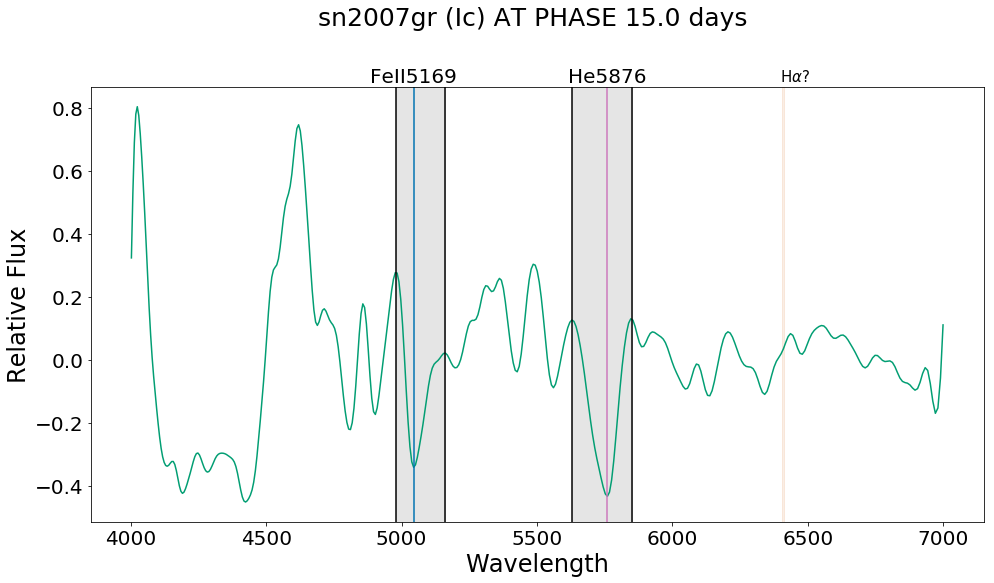 sn2007gr (Ic) AT PHASE 15.0 days
FeII5169 He5876 Hα?
0.8
0.6
0.4
0.2
0.0
−0.2
−0.4
Relative Flux
4000 4500 5000 5500 6000 6500 7000
Wavelength